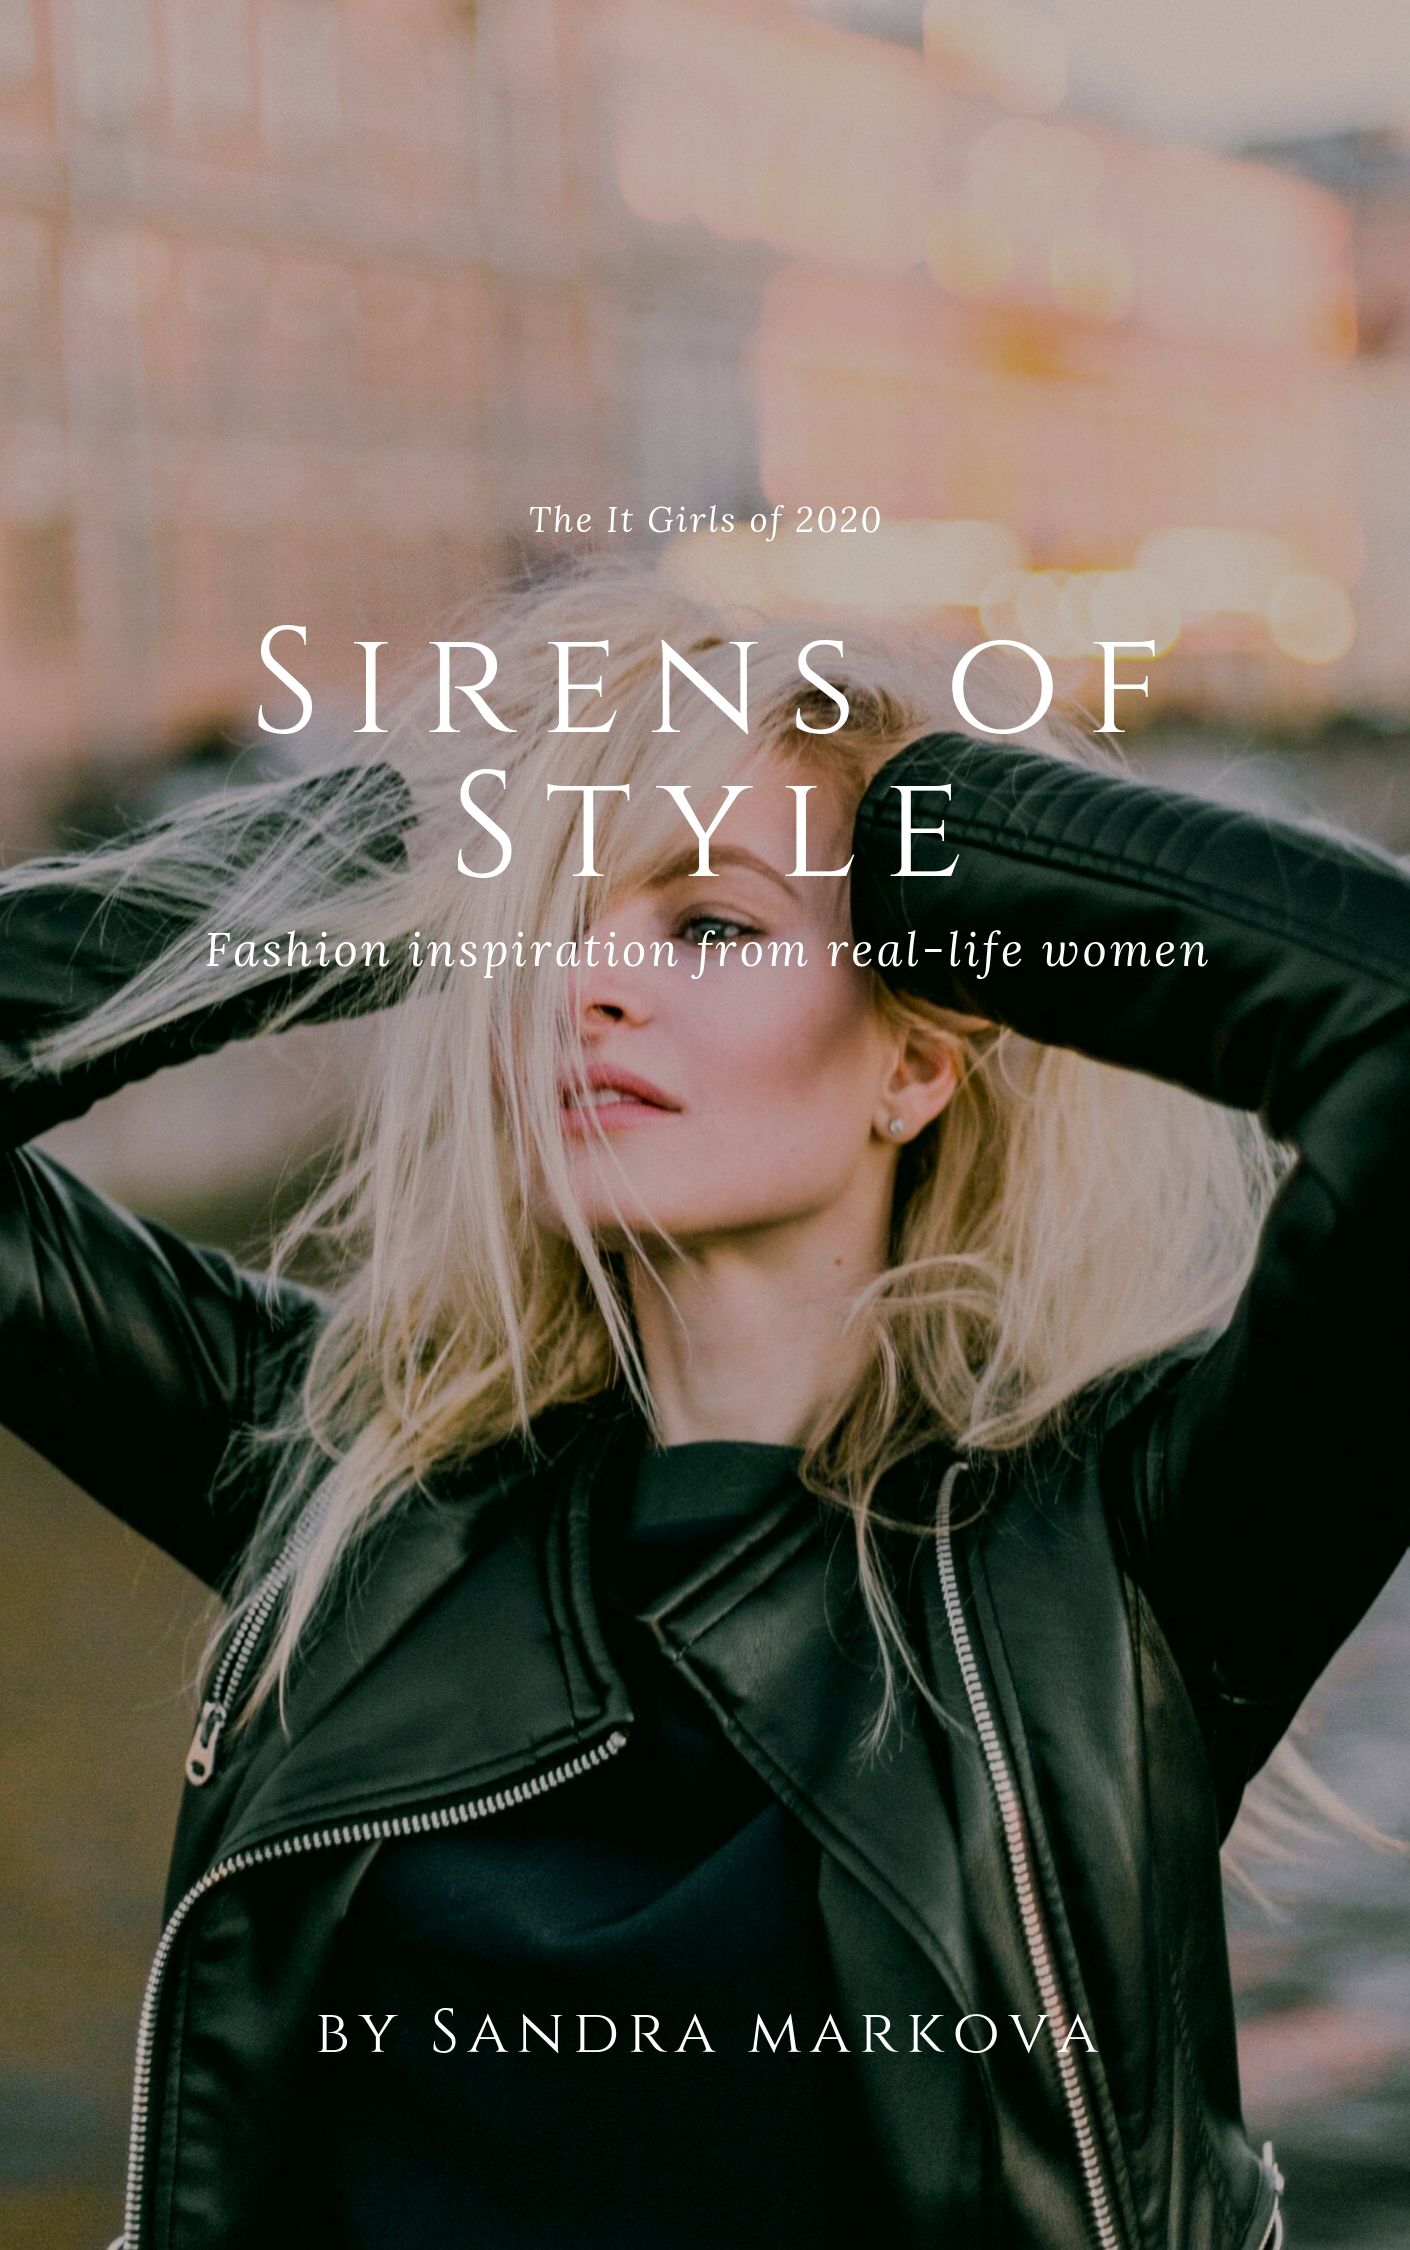 The It Girls of 2020
Sirens of
Style
Fashion inspiration from real-life women
by Sandra markova